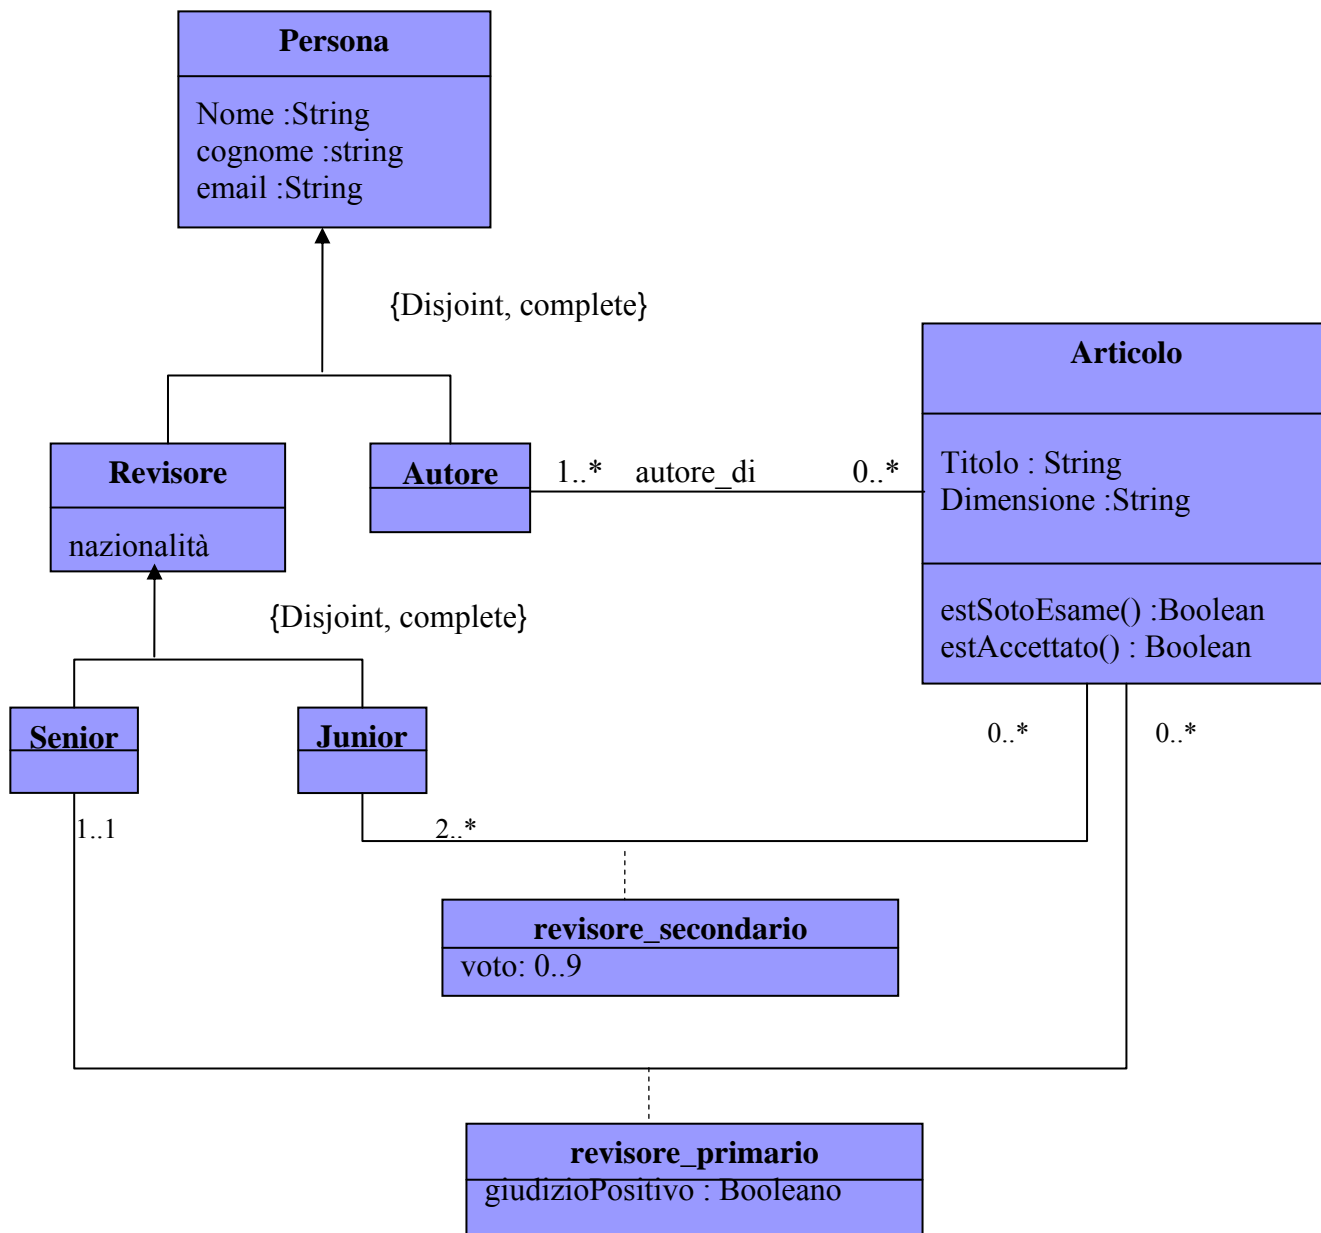 Persona
Nome :String
cognome :string
email :String
{Disjoint, complete}
Articolo
Titolo : String
Dimensione :String
estSotoEsame() :Boolean
estAccettato() : Boolean
Revisore
nazionalità
Autore
1..* autore_di 0..*
{Disjoint, complete}
Senior
Junior
0..*
0..*
1..1
2..*
revisore_secondario
voto: 0..9
revisore_primario
giudizioPositivo : Booleano